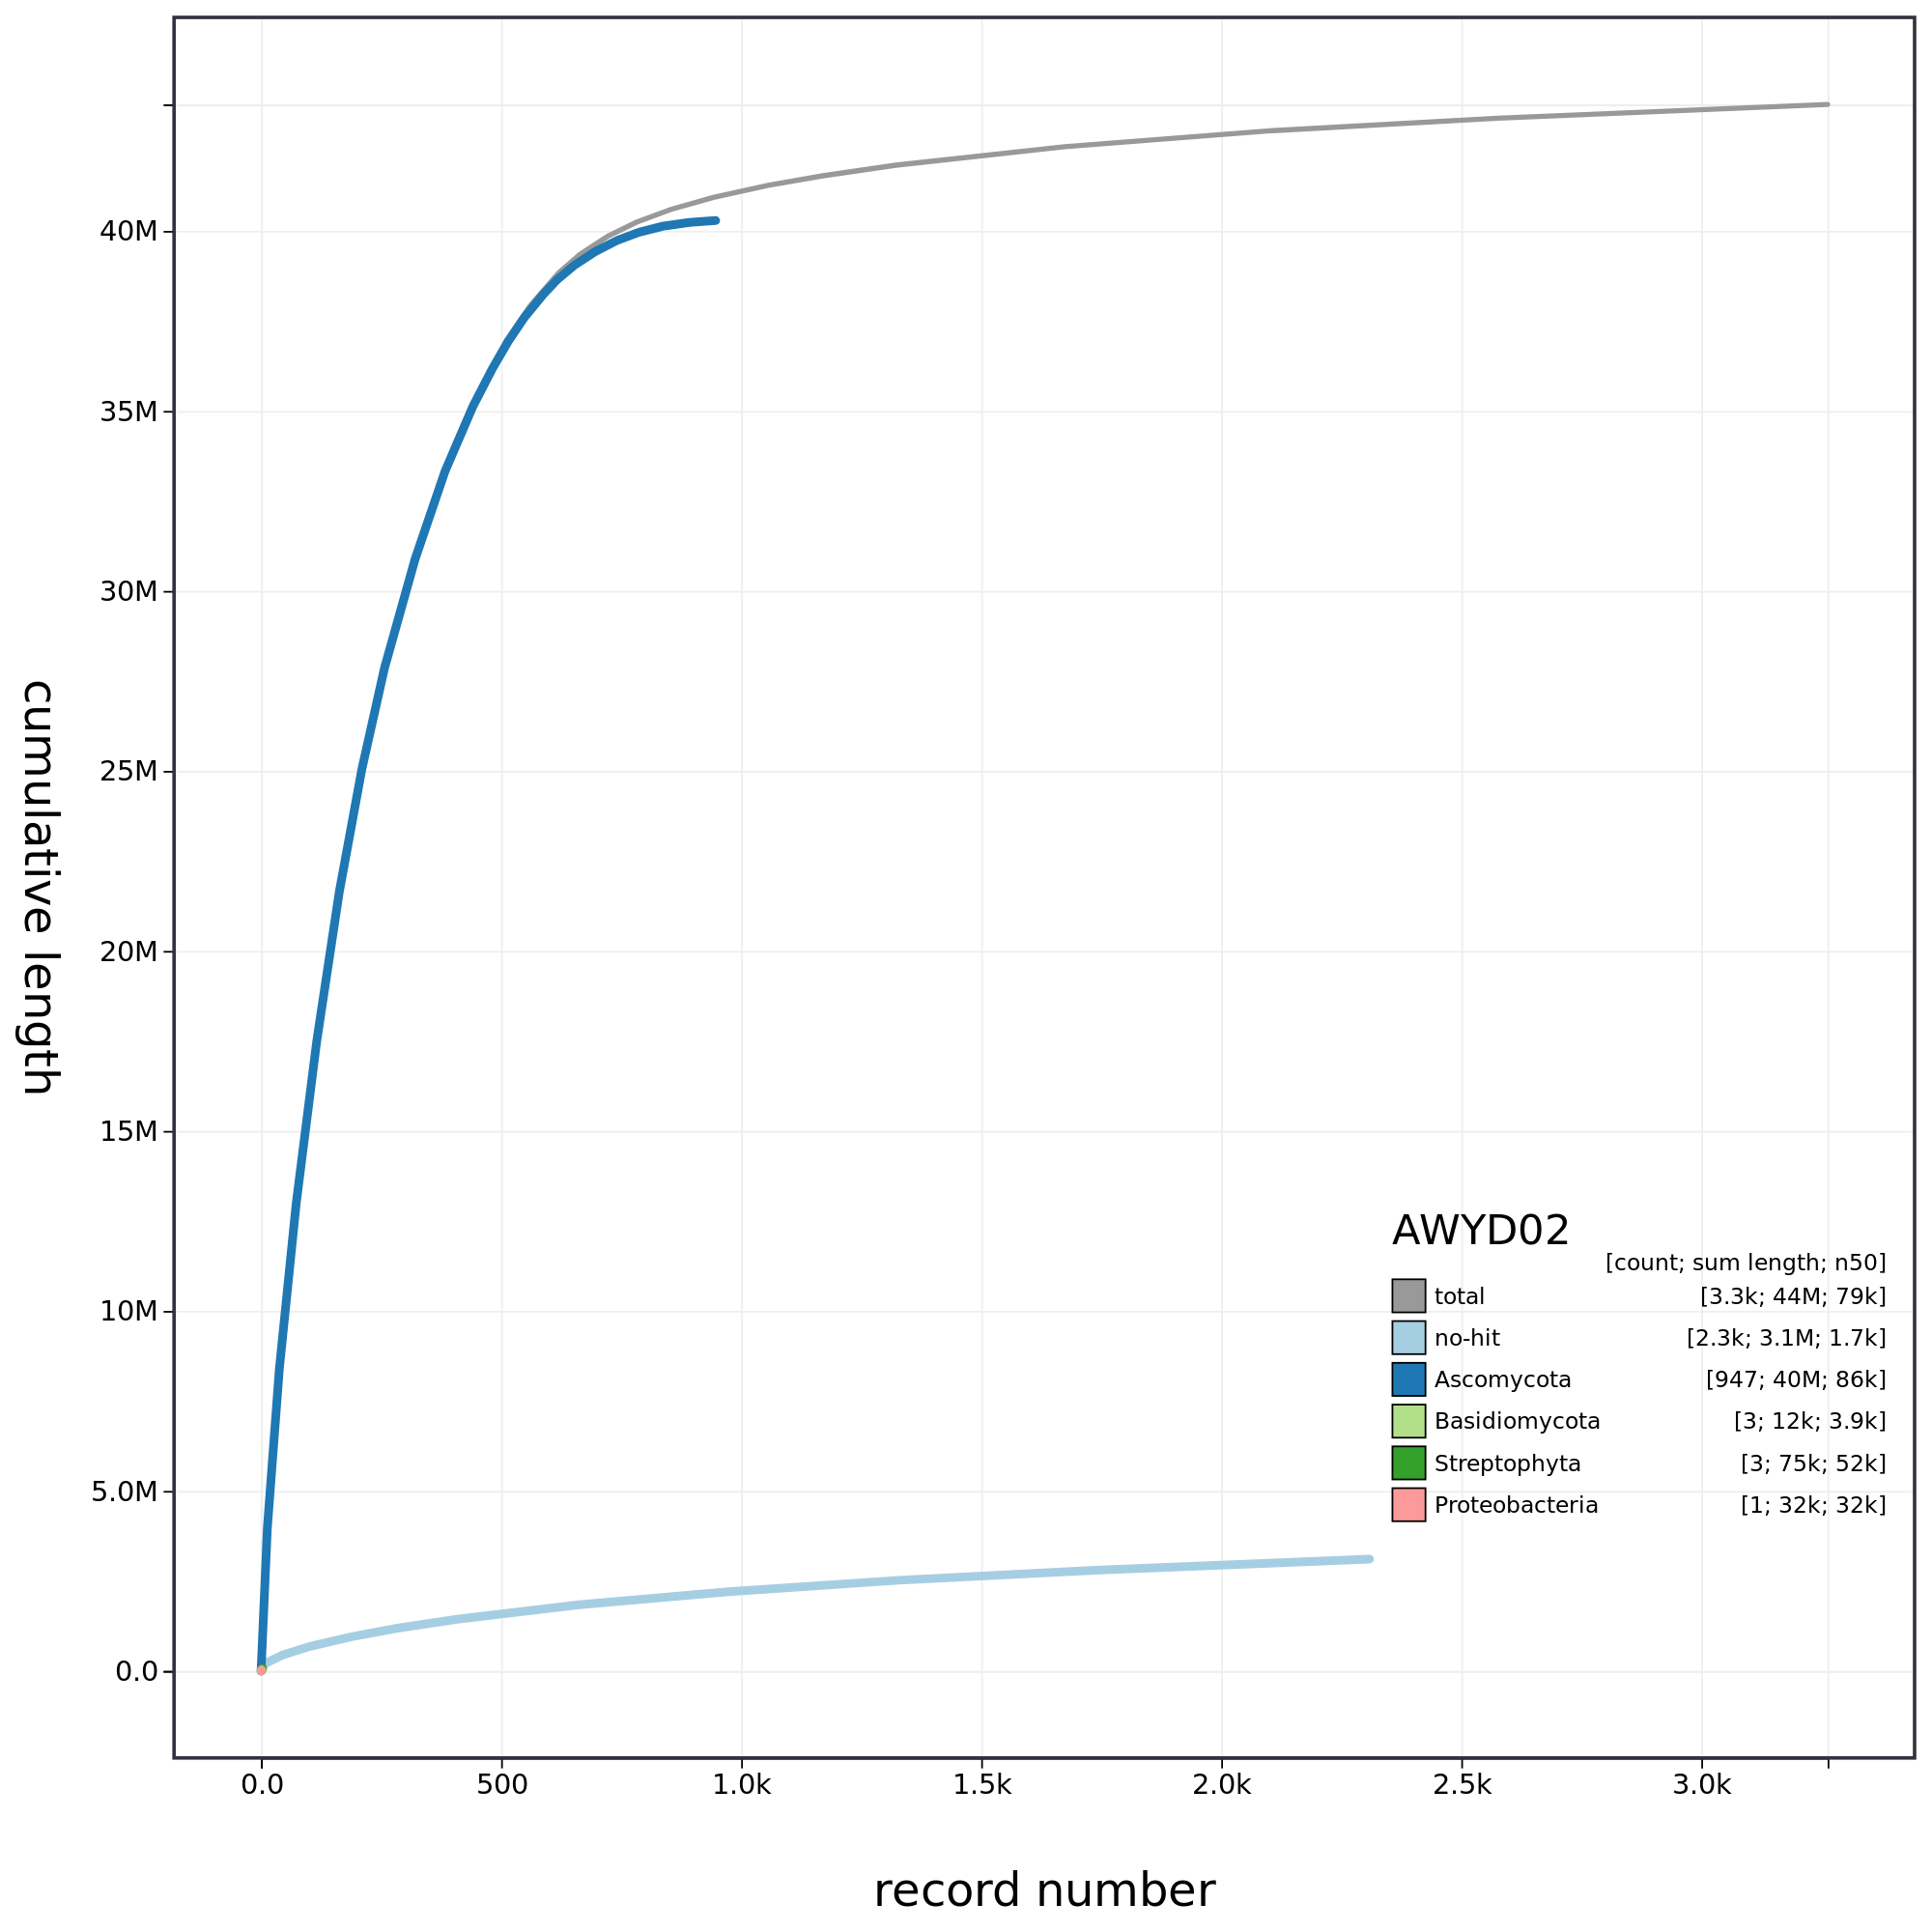 cumulative length
40M
35M
30M
25M
20M
15M
10M
5.0M
0.0
AWYD02
[count; sum length; n50]
total [3.3k; 44M; 79k]
no-hit [2.3k; 3.1M; 1.7k]
Ascomycota [947; 40M; 86k]
Basidiomycota [3; 12k; 3.9k]
Streptophyta [3; 75k; 52k]
Proteobacteria [1; 32k; 32k]
0.0 500 1.0k 1.5k 2.0k 2.5k 3.0k
record number